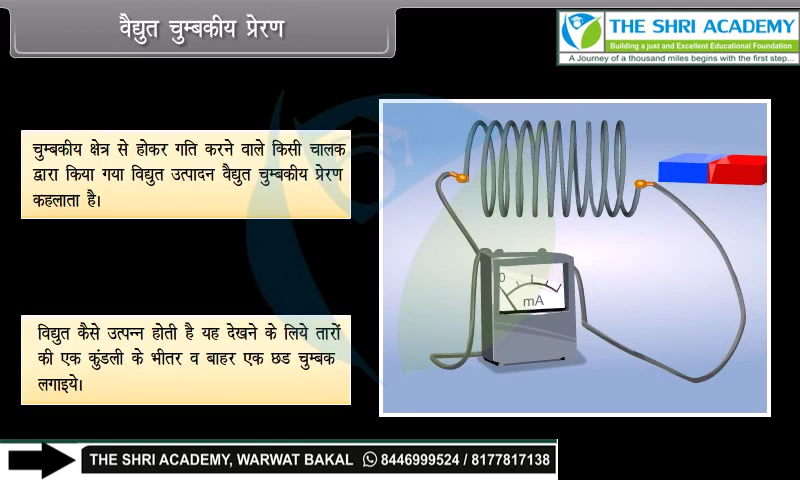 वैद्युत चुम्बकीय प्रेरण
THE SHRI ACADEMY
Building a just and Excellent Educational Foundation
A Journey of a thousand miles begins with the first step...
चुम्बकीय क्षेत्र से होकर गति करने वाले किसी चालक
द्वारा किया गया विद्युत उत्पादन वैद्युत चुम्बकीय प्रेरण
कहलाता है।
0
mA
विद्युत कैसे उत्पन्न होती है यह देखने के लिये तारों
की एक कुंडली के भीतर व बाहर एक छड चुम्बक
लगाइये।
THE SHRI ACADEMY, WARWAT BAKAL 8446999524 / 8177817138